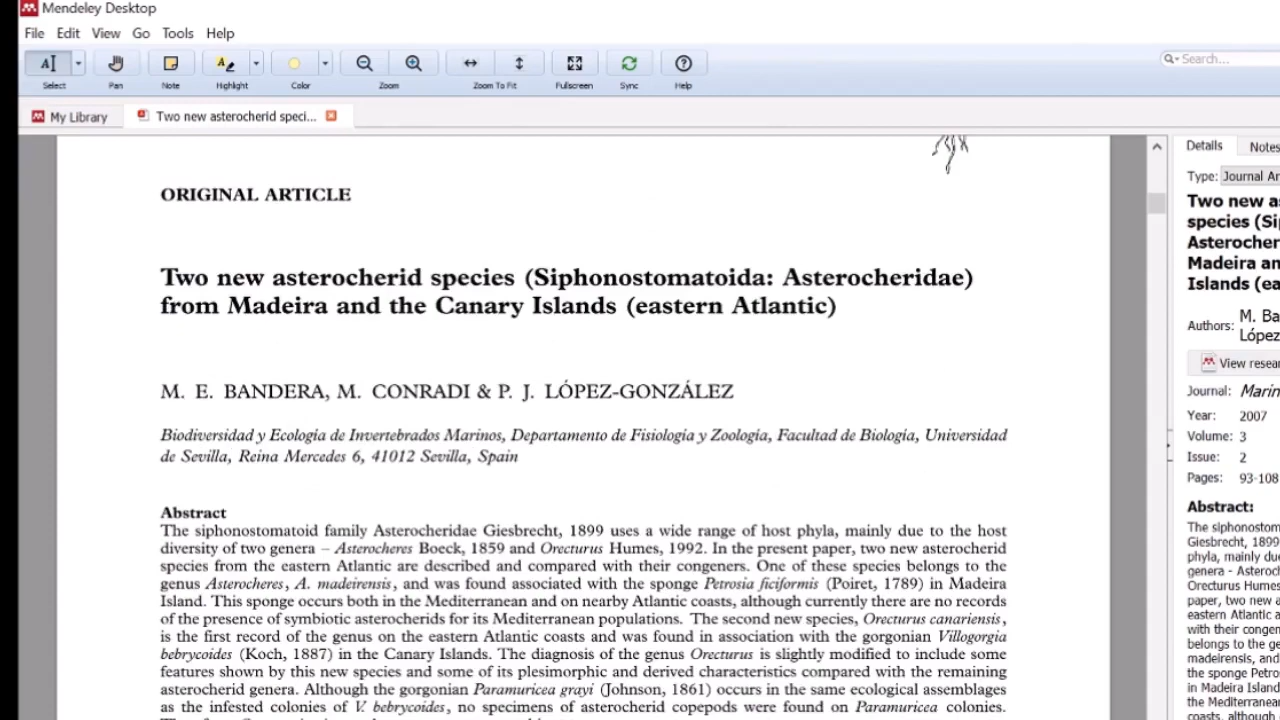 Mendeley Desktop
File Edit View Go Tools Help
Search...
Select Pan Note Highlight Color Zoom Zoom To Fit Fullscreen Sync Help
My Library Two new asterocherid speci...
Details Notes
Type: Journal Ar
ORIGINAL ARTICLE
Two new asterocherid species (Siphonostomatoida: Asterocheridae)
from Madeira and the Canary Islands (eastern Atlantic)
M. E. BANDERA, M. CONRADI & P. J. LÓPEZ-GONZÁLEZ
Biodiversidad y Ecología de Invertebrados Marinos, Departamento de Fisiología y Zoología, Facultad de Biología, Universidad
de Sevilla, Reina Mercedes 6, 41012 Sevilla, Spain
Abstract
The siphonostomatoid family Asterocheridae Giesbrecht, 1899 uses a wide range of host phyla, mainly due to the host
diversity of two genera – Asterocheres Boeck, 1859 and Orecturus Humes, 1992. In the present paper, two new asterocherid
species from the eastern Atlantic are described and compared with their congeners. One of these species belongs to the
genus Asterocheres, A. madeirensis, and was found associated with the sponge Petrosia ficiformis (Poiret, 1789) in Madeira
Island. This sponge occurs both in the Mediterranean and on nearby Atlantic coasts, although currently there are no records
of the presence of symbiotic asterocherids for its Mediterranean populations. The second new species, Orecturus canariensis,
is the first record of the genus on the eastern Atlantic coasts and was found in association with the gorgonian Villogorgia
bebrycoides (Koch, 1887) in the Canary Islands. The diagnosis of the genus Orecturus is slightly modified to include some
features shown by this new species and some of its plesimorphic and derived characteristics compared with the remaining
asterocherid genera. Although the gorgonian Paramuricea grayi (Johnson, 1861) occurs in the same ecological assemblages
as the infested colonies of V. bebrycoides, no specimens of asterocherid copepods were found on Paramuricea colonies.
Two new as
species (Si
Asterocher
Madeira an
Islands (ea
Authors: M. Ba
López
View resea
Journal: Marin
Year: 2007
Volume: 3
Issue: 2
Pages: 93-108
Abstract:
The siphonostom
Giesbrecht, 1899
phyla, mainly due
genera - Asteroch
Orecturus Humes
paper, two new a
eastern Atlantic a
with their congen
belongs to the ge
madeirensis, and
the sponge Petros
in Madeira Island
the Mediterranean
coasts, although